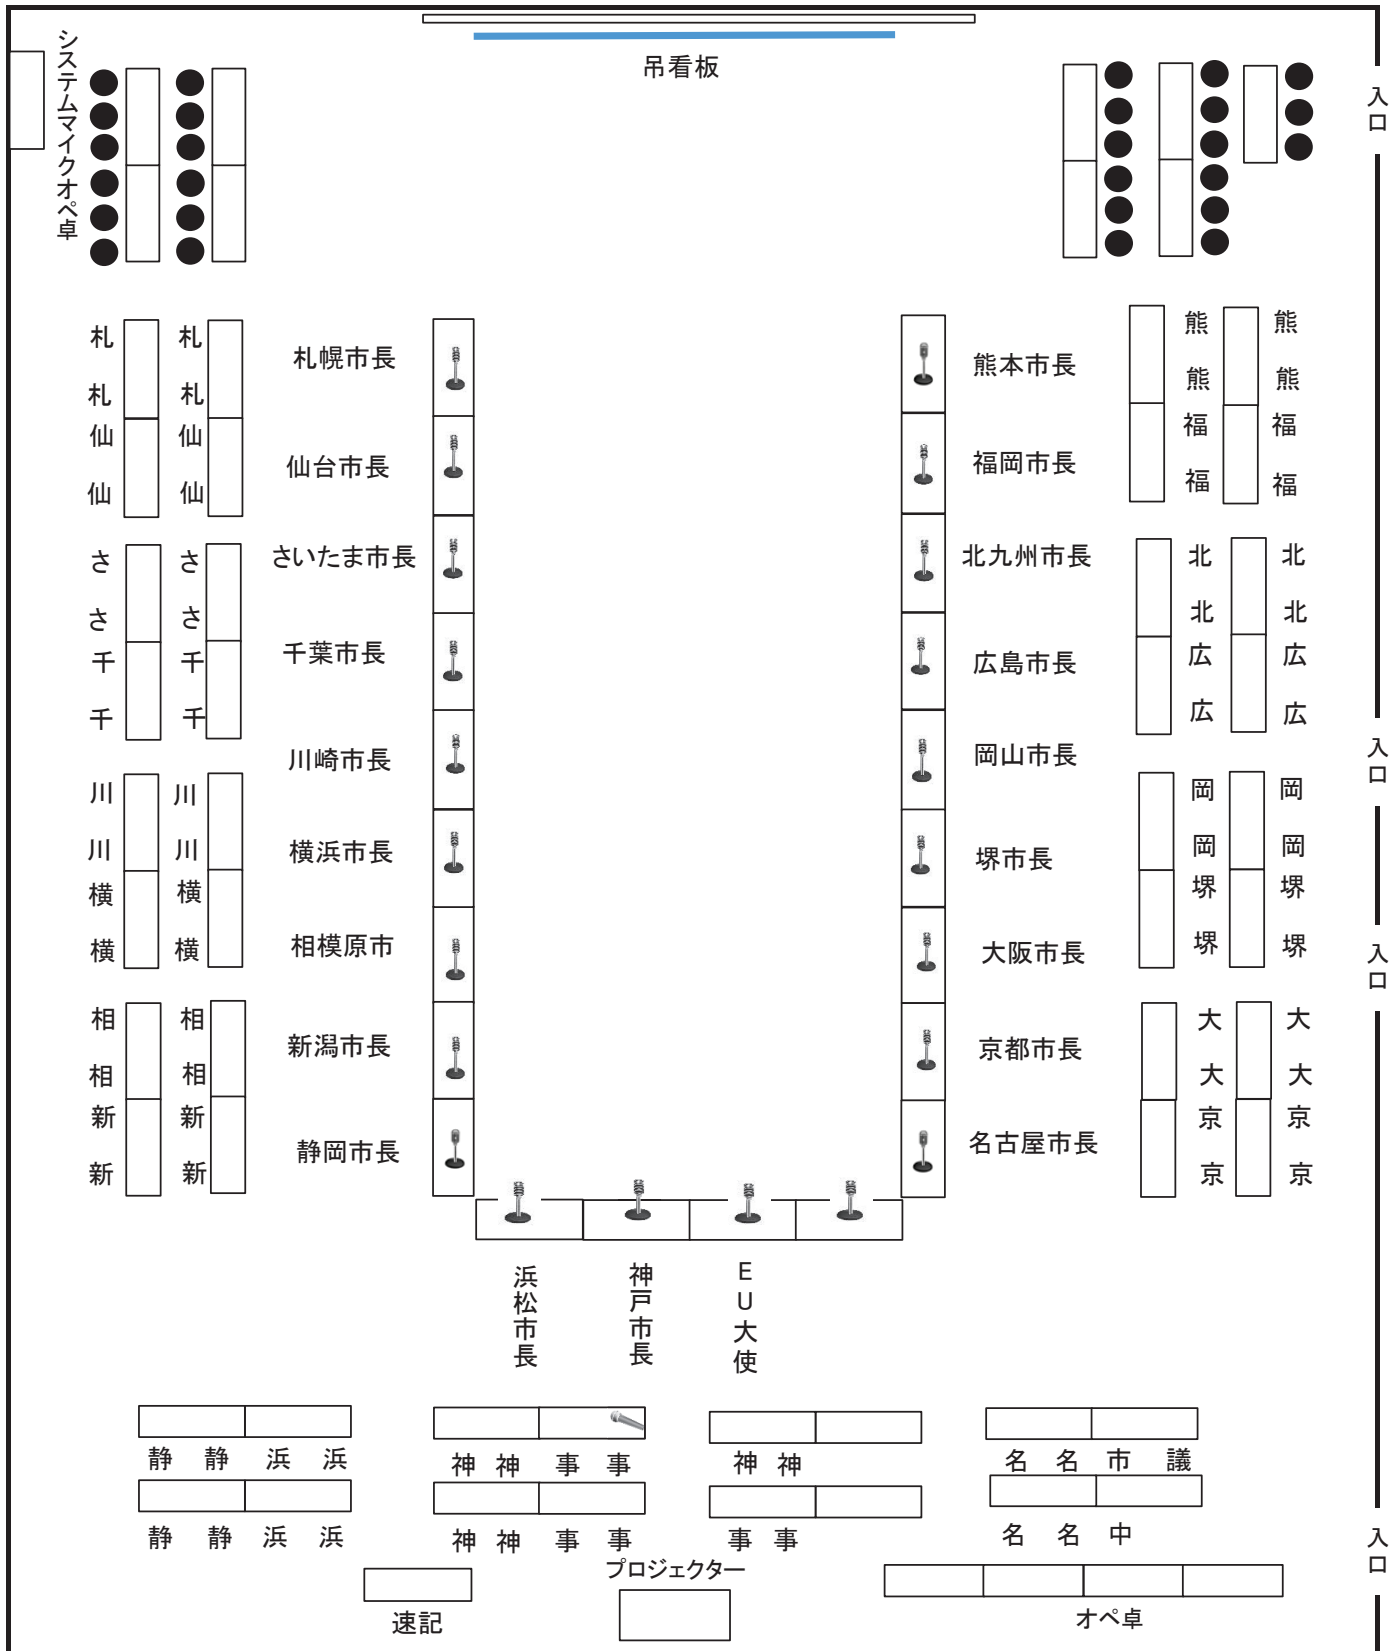 吊看板
システムマイクオペ卓
入口
札 札 札幌市長 熊本市長 熊 熊
札 札 熊 熊
仙 仙 仙台市長 福岡市長 福 福
仙 仙 福 福
さ さ さいたま市長 北九州市長 北 北
さ さ 北 北
千 千 千葉市長 広島市長 広 広
千 千 広 広
川崎市長 岡山市長 入口
川 川 岡 岡
川 川 横浜市長 堺市長 岡 岡
横 横 堺 堺
横 横 相模原市 大阪市長 堺 堺 入口
相 相 新潟市長 京都市長 大 大
相 相 大 大
新 新 京 京
新 新 静岡市長 名古屋市長 京 京
浜松市長
神戸市長
EU大使
静 静 浜 浜 神 神 事 事 神 神 名 名 市 議
静 静 浜 浜 神 神 事 事 事 事 名 名 中
入口
プロジェクター
速記
オペ卓